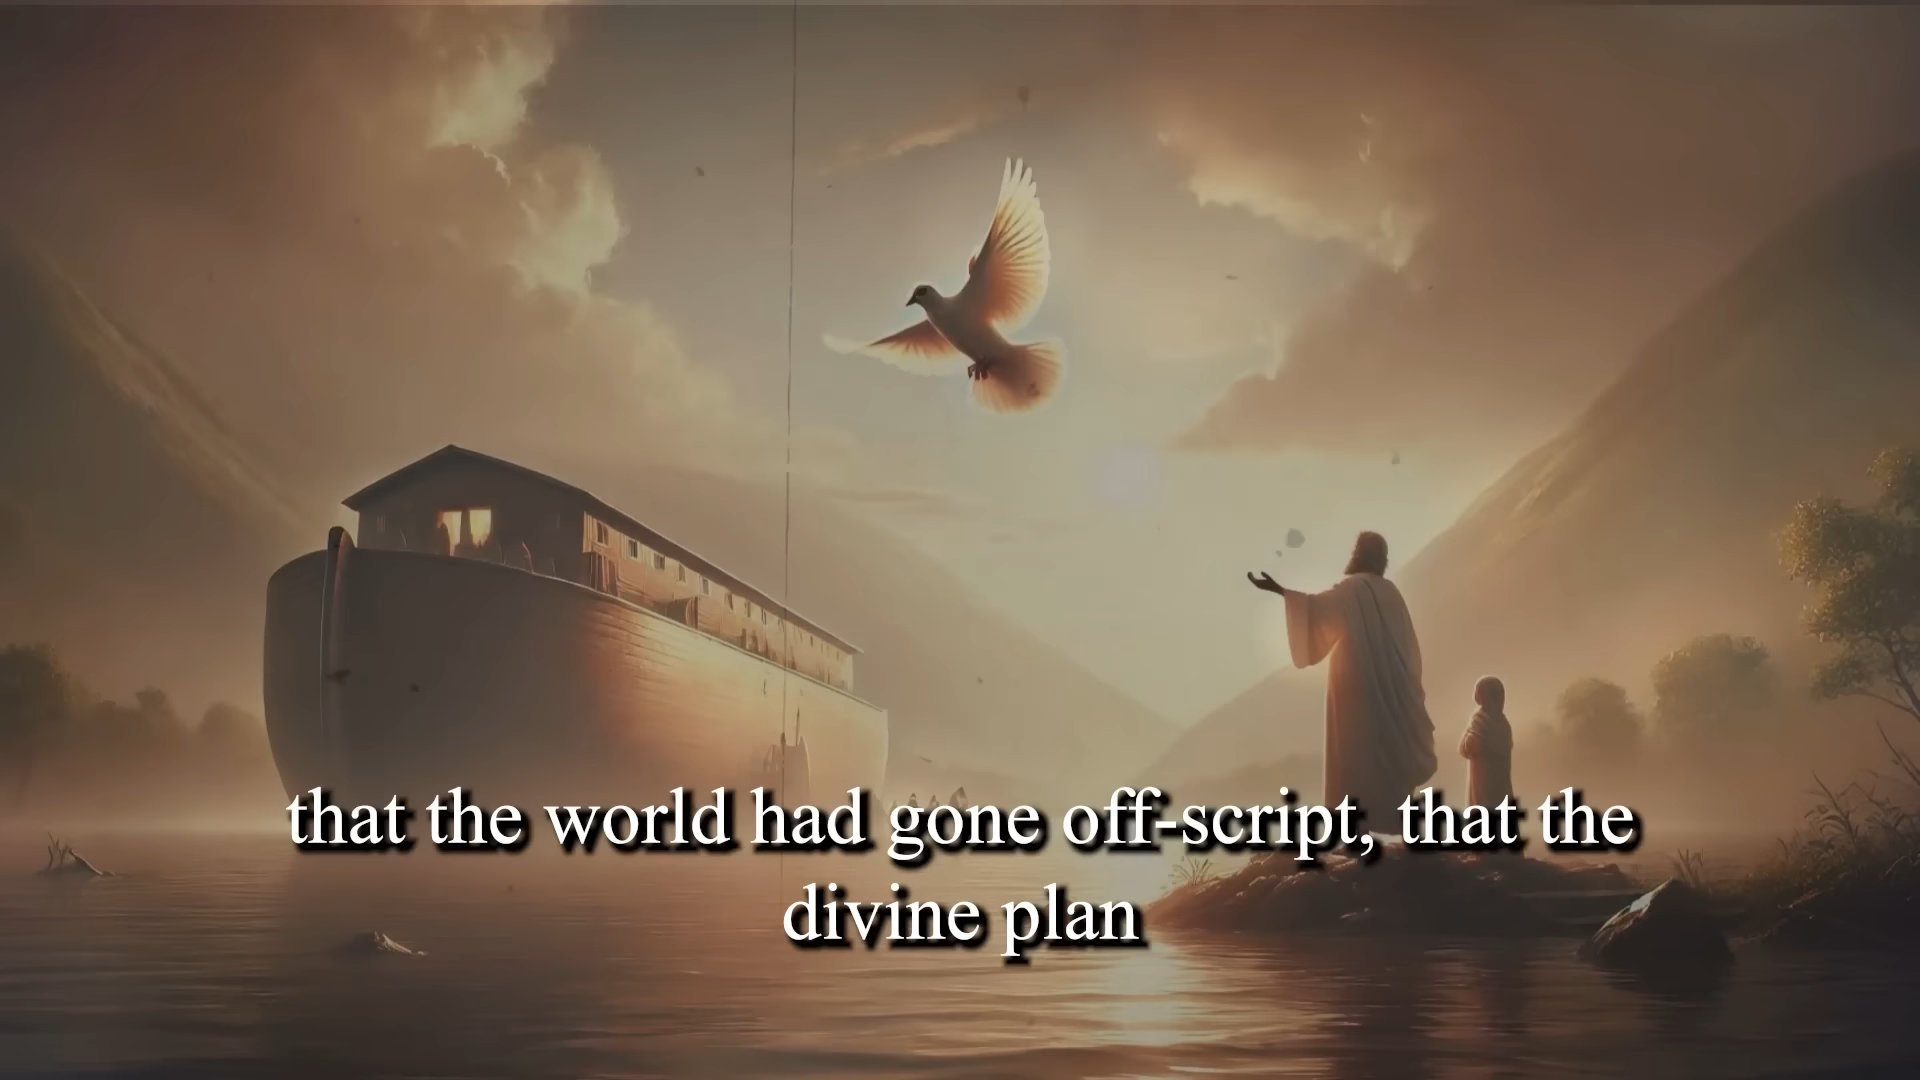 that the world had gone off-script, that the
divine plan